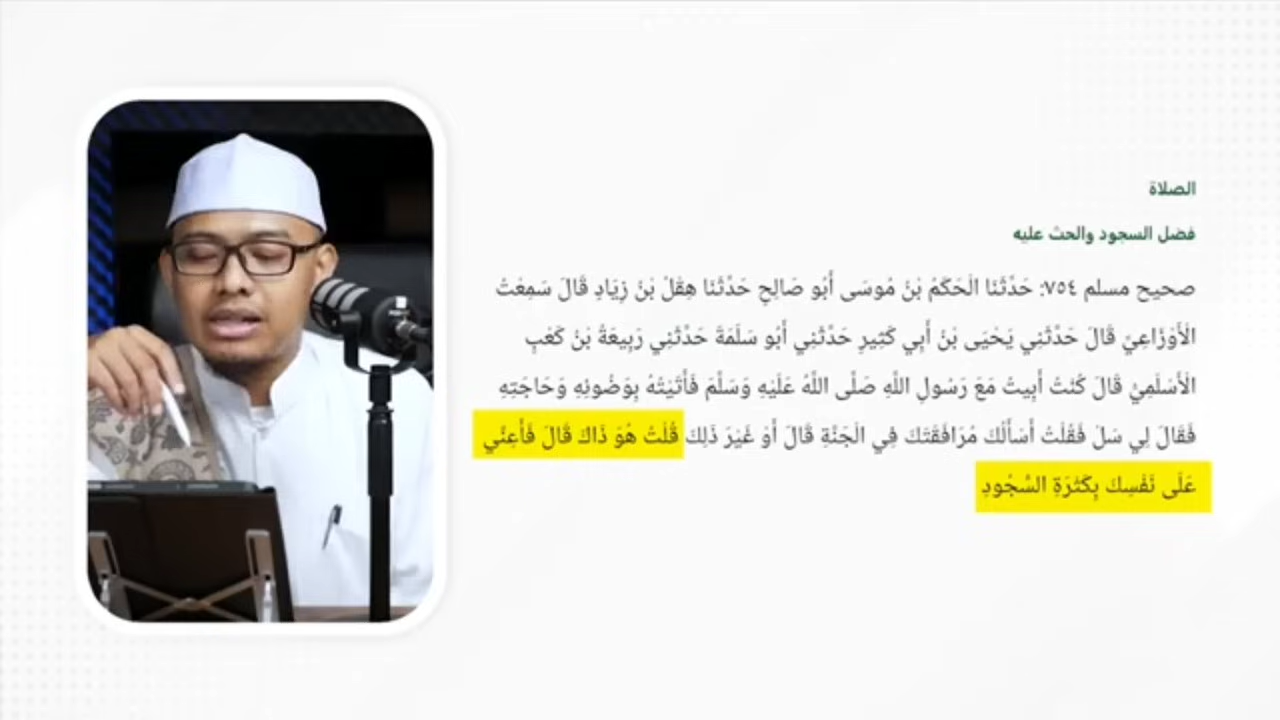 الصلاة
فضل السجود والحث عليه
صحيح مسلم ٧٥٤: حَدَّثَنَا الْحَكَمُ بْنُ مُوسَى أَبُو صَالِحٍ حَدَّثَنَا هِقْلُ بْنُ زِيَادٍ قَالَ سَمِعْتُ
الْأَوْزَاعِيَّ قَالَ حَدَّثَنِي يَحْيَى بْنُ أَبِي كَثِيرٍ حَدَّثَنِي أَبُو سَلَمَةَ حَدَّثَنِي رَبِيعَةُ بْنُ كَعْبٍ
الْأَسْلَمِيُّ قَالَ كُنْتُ أَبِيتُ مَعَ رَسُولِ اللَّهِ صَلَّى اللَّهُ عَلَيْهِ وَسَلَّمَ فَأَتَيْتُهُ بِوَضُوئِهِ وَحَاجَتِهِ
فَقَالَ لِي سَلْ فَقُلْتُ أَسْأَلُكَ مُرَافَقَتَكَ فِي الْجَنَّةِ قَالَ أَوْ غَيْرَ ذَلِكَ قُلْتُ هُوَ ذَاكَ قَالَ فَأَعِنِّي
عَلَى نَفْسِكَ بِكَثْرَةِ السُّجُودِ